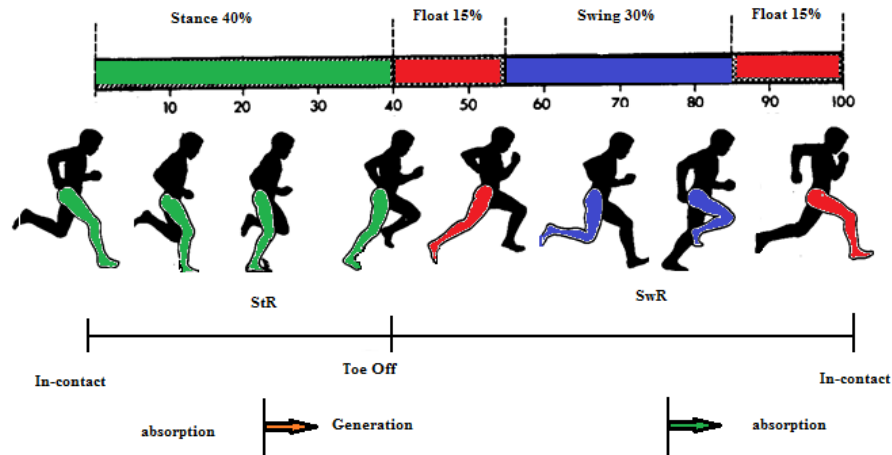 Stance 40% Float 15% Swing 30% Float 15%
10 20 30 40 50 60 70 80 90 100
StR SwR
In-contact Toe Off In-contact
absorption Generation absorption